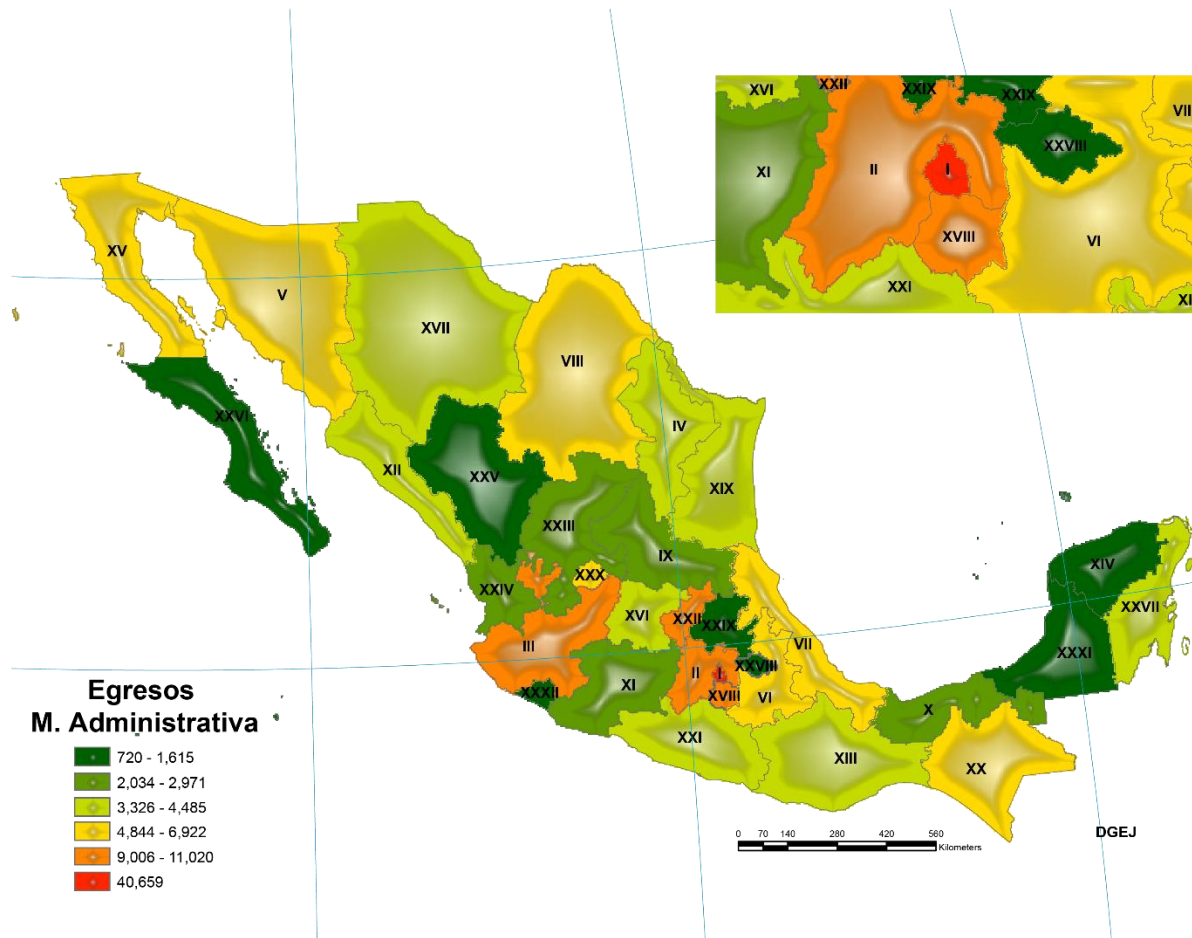 XVI
XXII
XXIX
XXIX
VII
XXVIII
XI
II
I
XVIII
VI
XXI
XI
XV
V
XVII
VIII
XXVI
IV
XII
XXV
XIX
XXIII
IX
XXX
XXIV
XVI
XXII
XXIX
III
VII
XXVIII
XI
II
I
XVIII
VI
XXXII
XXI
XIII
X
XX
XIV
XXVII
XXXI
Egresos
M. Administrativa
720 - 1,615
2,034 - 2,971
3,326 - 4,485
4,844 - 6,922
9,006 - 11,020
40,659
0 70 140 280 420 560
Kilometers
DGEJ